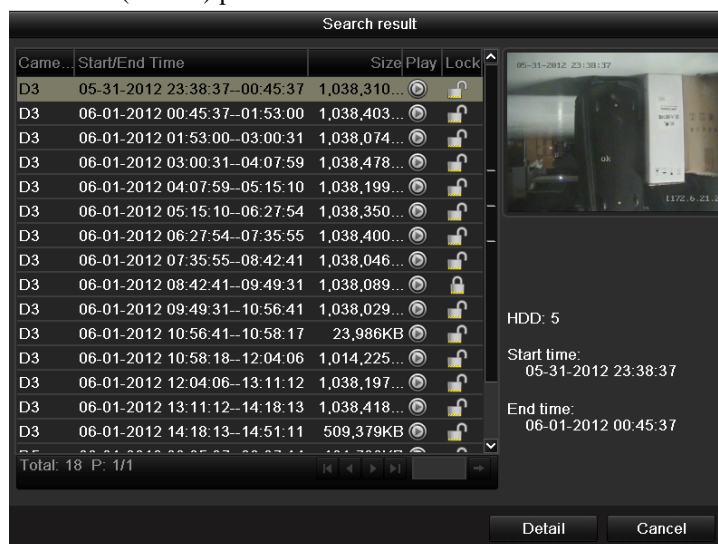 Search result
Came... Start/End Time Size Play Lock
D3 05-31-2012 23:38:37--00:45:37 1,038,310...
D3 06-01-2012 00:45:37--01:53:00 1,038,403...
D3 06-01-2012 01:53:00--03:00:31 1,038,074...
D3 06-01-2012 03:00:31--04:07:59 1,038,478...
D3 06-01-2012 04:07:59--05:15:10 1,038,199...
D3 06-01-2012 05:15:10--06:27:54 1,038,350...
D3 06-01-2012 06:27:54--07:35:55 1,038,400...
D3 06-01-2012 07:35:55--08:42:41 1,038,046...
D3 06-01-2012 08:42:41--09:49:31 1,038,089...
D3 06-01-2012 09:49:31--10:56:41 1,038,029...
D3 06-01-2012 10:56:41--10:58:17 23,986KB
D3 06-01-2012 10:58:18--12:04:06 1,014,225...
D3 06-01-2012 12:04:06--13:11:12 1,038,197...
D3 06-01-2012 13:11:12--14:18:13 1,038,418...
D3 06-01-2012 14:18:13--14:51:11 509,379KB
Total: 18 P: 1/1
05-31-2012 23:38:37
ok
HDD: 5
Start time:
05-31-2012 23:38:37
End time:
06-01-2012 00:45:37
Detail Cancel